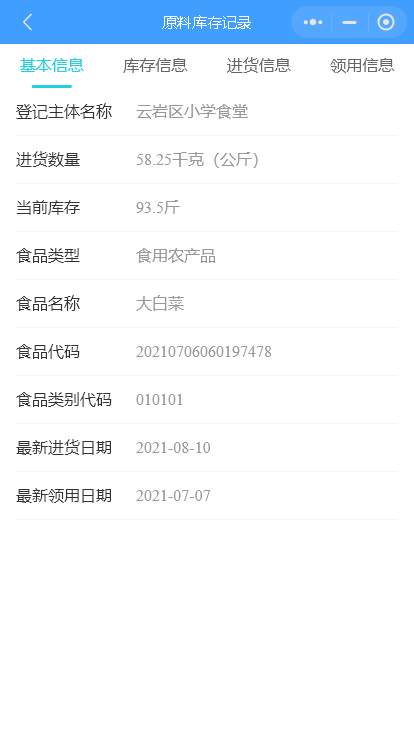 原料库存记录
基本信息 库存信息 进货信息 领用信息
登记主体名称 云岩区小学食堂
进货数量 58.25千克（公斤）
当前库存 93.5斤
食品类型 食用农产品
食品名称 大白菜
食品代码 20210706060197478
食品类别代码 010101
最新进货日期 2021-08-10
最新领用日期 2021-07-07